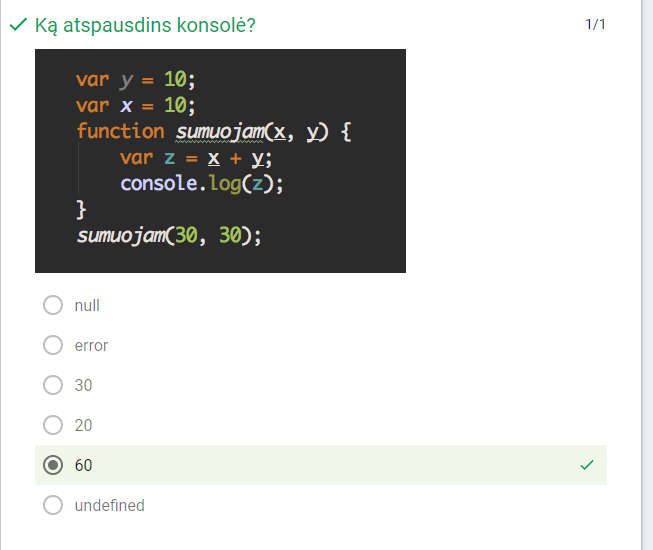 Ką atspausdins konsolė?
1/1
var y = 10;
var x = 10;
function sumuojam(x, y) {
var z = x + y;
console.log(z);
}
sumuojam(30, 30);
null
error
30
20
60
undefined